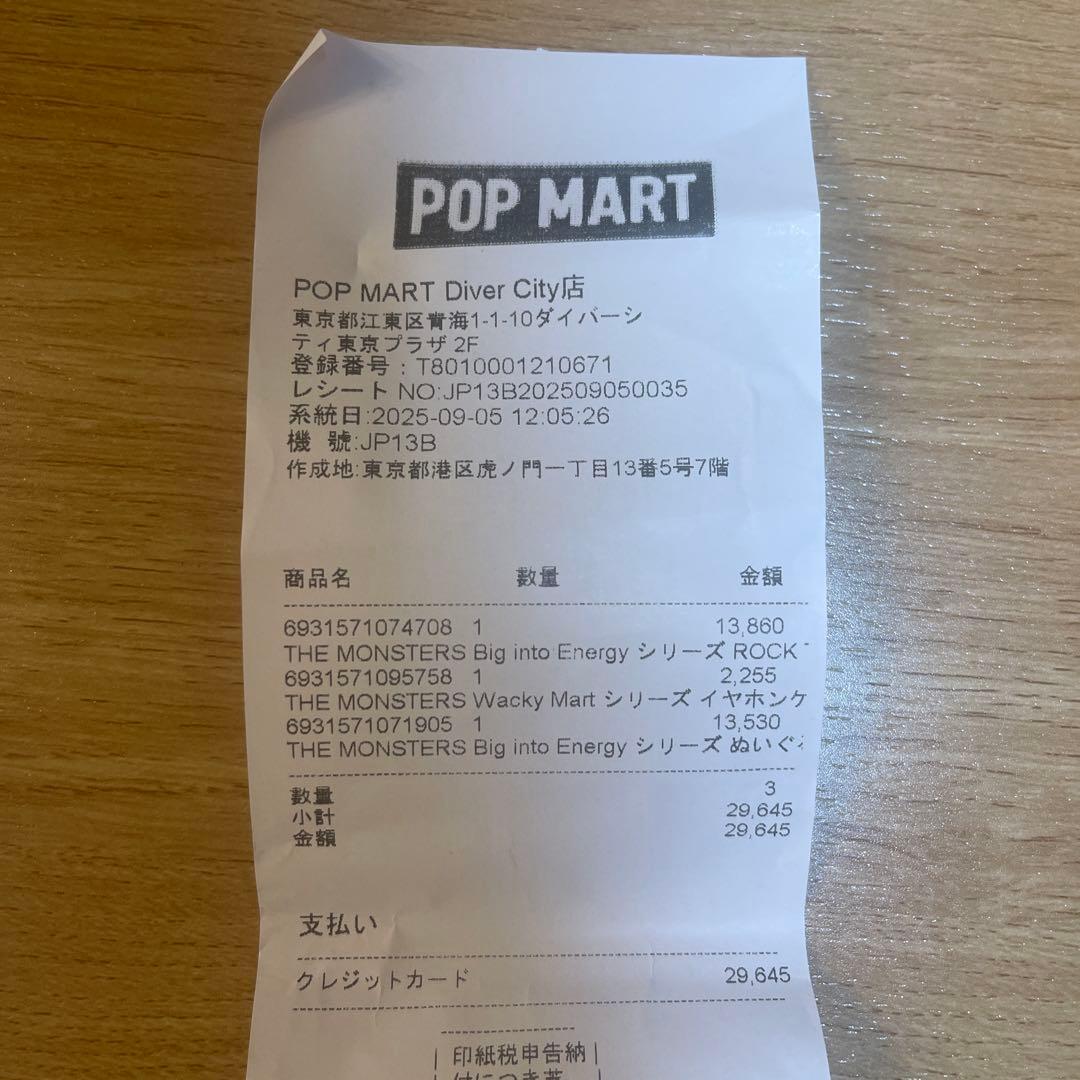 POP MART
POP MART Diver City店
東京都江東区青海1-1-10ダイバーシ
ティ東京プラザ 2F
登録番号 : T8010001210671
レシート NO:JP13B202509050035
系統日:2025-09-05 12:05:26
機 號:JP13B
作成地:東京都港区虎ノ門一丁目13番5号7階
商品名 數量 金額
6931571074708 1 13,860
THE MONSTERS Big into Energy シリーズ ROCK
6931571095758 1 2,255
THE MONSTERS Wacky Mart シリーズ イヤホンケ
6931571071905 1 13,530
THE MONSTERS Big into Energy シリーズ ぬいぐ
數量 3
小計 29,645
金額 29,645
支払い
クレジットカード 29,645
印紙税申告納